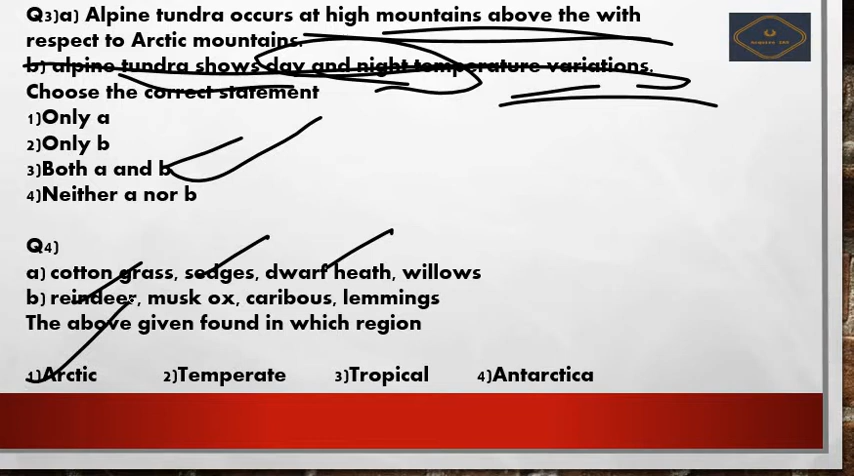 Q3)a) Alpine tundra occurs at high mountains above the with
respect to Arctic mountains.
b) alpine tundra shows day and night temperature variations.
Choose the correct statement
1)Only a
2)Only b
3)Both a and b
4)Neither a nor b
Q4)
a) cotton grass, sedges, dwarf heath, willows
b) reindeer, musk ox, caribous, lemmings
The above given found in which region
1)Arctic 2)Temperate 3)Tropical 4)Antarctica